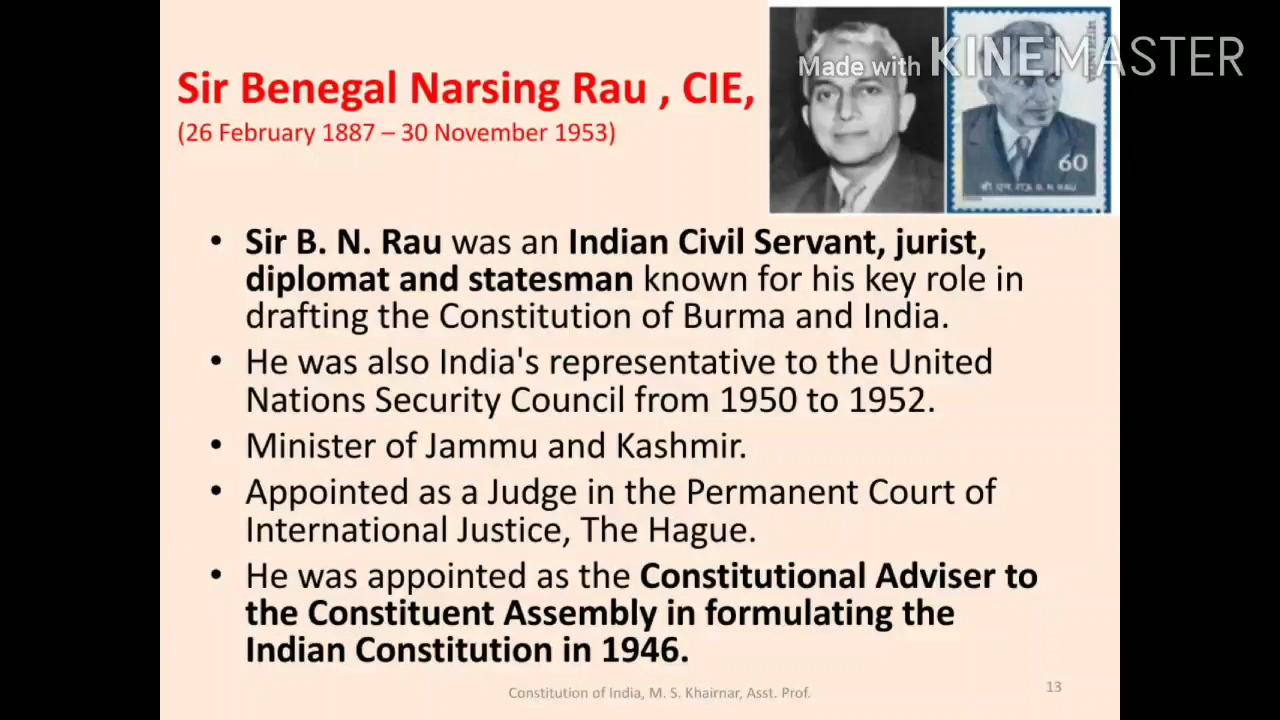 Made with KINEMASTER
Sir Benegal Narsing Rau , CIE,
(26 February 1887 – 30 November 1953)
60
B. N. RAU
• Sir B. N. Rau was an Indian Civil Servant, jurist,
diplomat and statesman known for his key role in
drafting the Constitution of Burma and India.
• He was also India's representative to the United
Nations Security Council from 1950 to 1952.
• Minister of Jammu and Kashmir.
• Appointed as a Judge in the Permanent Court of
International Justice, The Hague.
• He was appointed as the Constitutional Adviser to
the Constituent Assembly in formulating the
Indian Constitution in 1946.
Constitution of India, M. S. Khairnar, Asst. Prof.
13